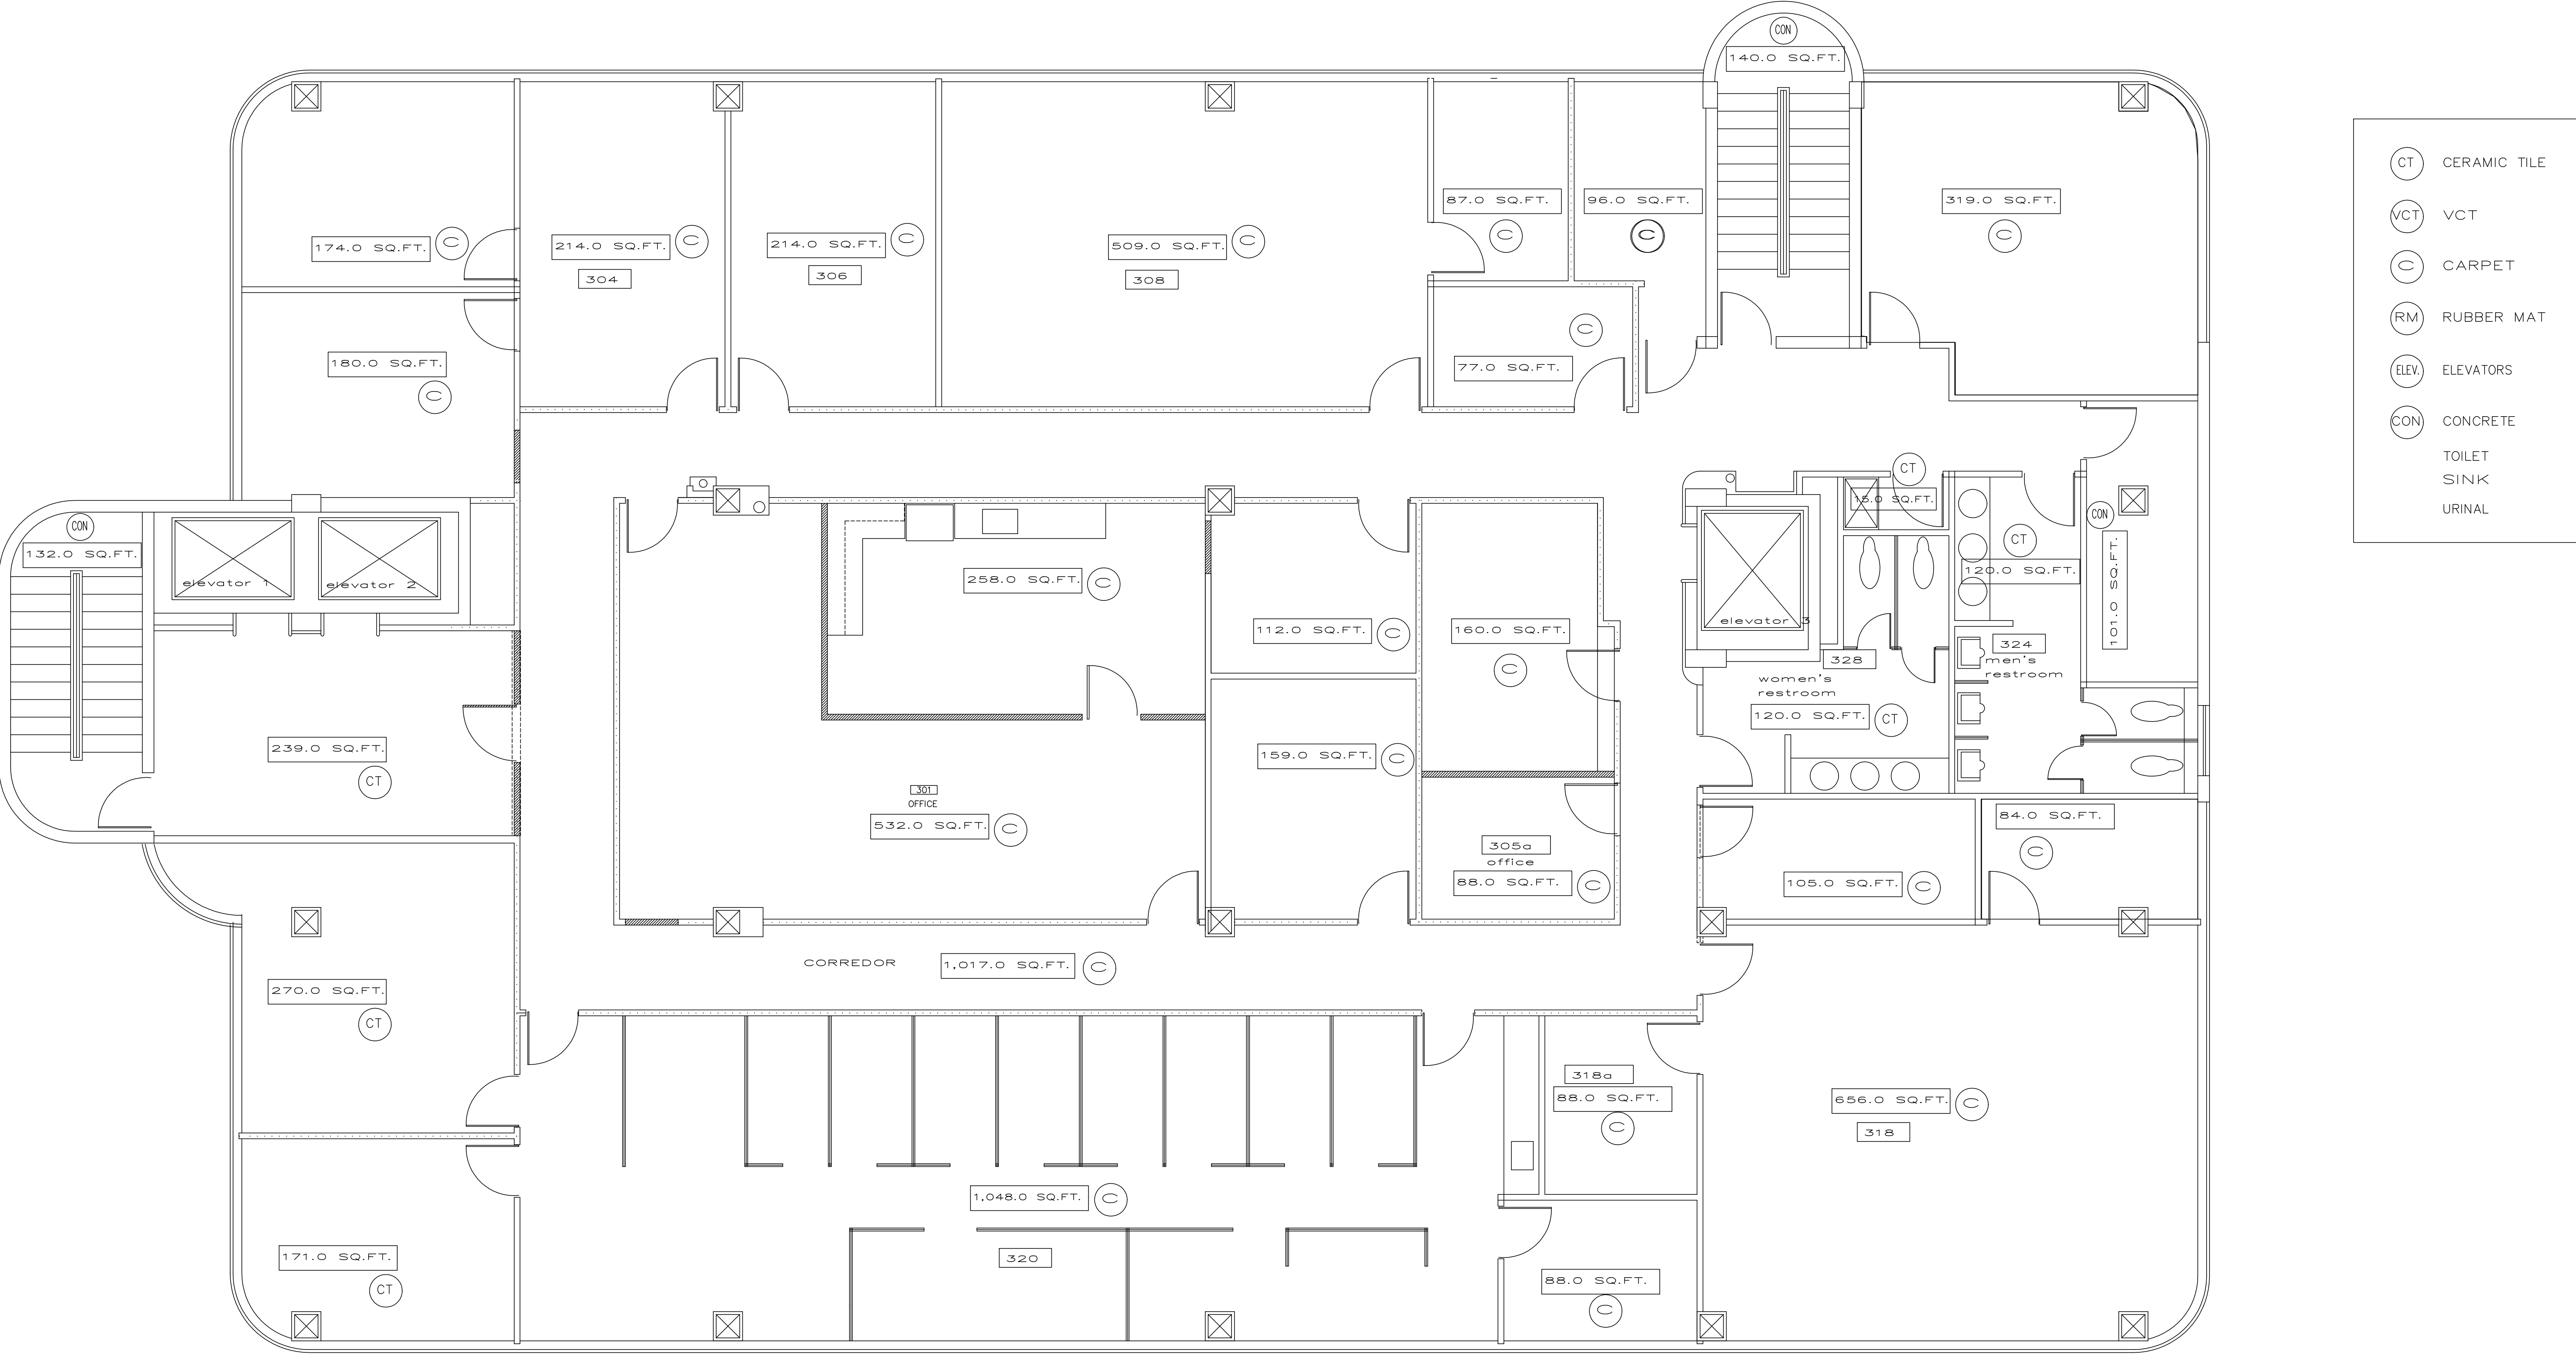 CON
140.0 SQ.FT.
CT CERAMIC TILE
VCT VCT
C CARPET
RM RUBBER MAT
ELEV. ELEVATORS
CON CONCRETE
TOILET
SINK
URINAL
174.0 SQ.FT. C
214.0 SQ.FT. C
304
214.0 SQ.FT. C
306
509.0 SQ.FT. C
308
87.0 SQ.FT.
C
96.0 SQ.FT.
C
319.0 SQ.FT.
C
180.0 SQ.FT.
C
C
77.0 SQ.FT.
CON
132.0 SQ.FT.
elevator 1
elevator 2
258.0 SQ.FT. C
112.0 SQ.FT. C
160.0 SQ.FT.
C
CT
15.0 SQ.FT.
CT
120.0 SQ.FT.
CON
101.0 SQ.FT.
elevator 3
328
women's
restroom
120.0 SQ.FT. CT
324
men's
restroom
239.0 SQ.FT.
CT
159.0 SQ.FT. C
301
OFFICE
532.0 SQ.FT. C
305a
office
88.0 SQ.FT. C
84.0 SQ.FT.
C
105.0 SQ.FT. C
CORREDOR 1,017.0 SQ.FT. C
270.0 SQ.FT.
CT
318a
88.0 SQ.FT.
C
656.0 SQ.FT. C
318
1,048.0 SQ.FT. C
320
171.0 SQ.FT.
CT
88.0 SQ.FT.
C